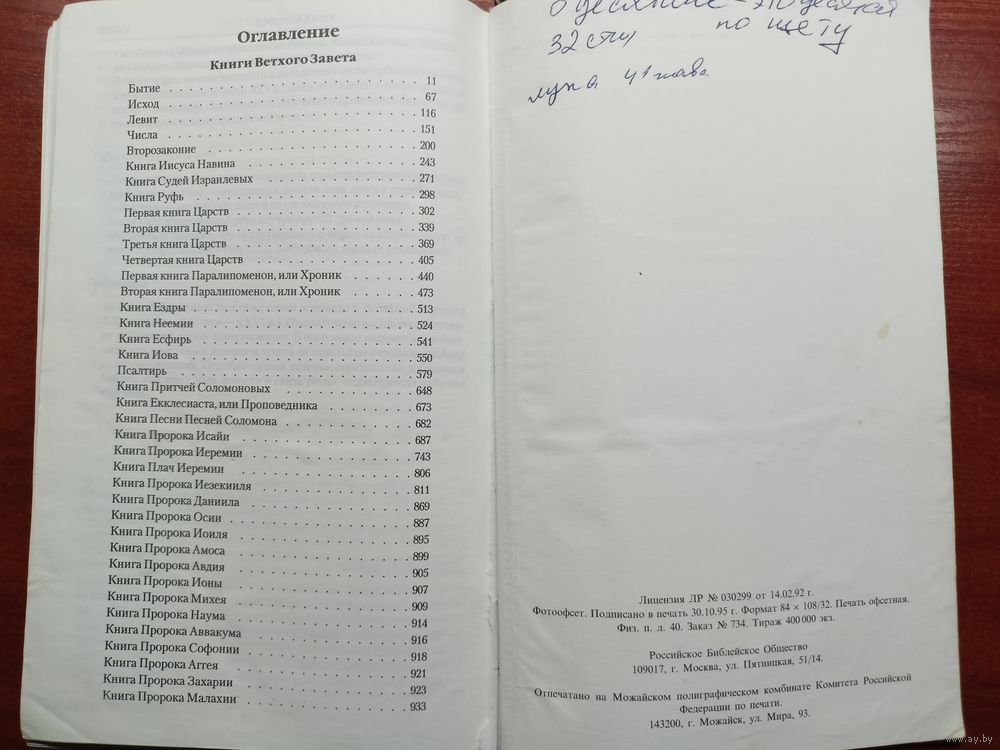 Оглавление
Книги Ветхого Завета
Бытие . . . . . . . . . . . . . . . . . . . . 11
Исход . . . . . . . . . . . . . . . . . . . . 67
Левит . . . . . . . . . . . . . . . . . . . . 116
Числа . . . . . . . . . . . . . . . . . . . . 151
Второзаконие . . . . . . . . . . . . . . . . 200
Книга Иисуса Навина . . . . . . . . . . . . 243
Книга Судей Израилевых . . . . . . . . . . 271
Книга Руфь . . . . . . . . . . . . . . . . . 298
Первая книга Царств . . . . . . . . . . . . 302
Вторая книга Царств . . . . . . . . . . . . 339
Третья книга Царств . . . . . . . . . . . . 369
Четвертая книга Царств . . . . . . . . . . 405
Первая книга Паралипоменон, или Хроник . . . . . 440
Вторая книга Паралипоменон, или Хроник . . . . . 473
Книга Ездры . . . . . . . . . . . . . . . . 513
Книга Неемии . . . . . . . . . . . . . . . . 524
Книга Есфирь . . . . . . . . . . . . . . . . 541
Книга Иова . . . . . . . . . . . . . . . . . 550
Псалтирь . . . . . . . . . . . . . . . . . . 579
Книга Притчей Соломоновых . . . . . . . . . 648
Книга Екклесиаста, или Проповедника . . . . . . 673
Книга Песни Песней Соломона . . . . . . . . 682
Книга Пророка Исайи . . . . . . . . . . . . 687
Книга Пророка Иеремии . . . . . . . . . . . 743
Книга Плач Иеремии . . . . . . . . . . . . . 806
Книга Пророка Иезекииля . . . . . . . . . . 811
Книга Пророка Даниила . . . . . . . . . . . 869
Книга Пророка Осии . . . . . . . . . . . . . 887
Книга Пророка Иоиля . . . . . . . . . . . . 895
Книга Пророка Амоса . . . . . . . . . . . . 899
Книга Пророка Авдия . . . . . . . . . . . . 905
Книга Пророка Ионы . . . . . . . . . . . . . 907
Книга Пророка Михея . . . . . . . . . . . . 909
Книга Пророка Наума . . . . . . . . . . . . 914
Книга Пророка Аввакума . . . . . . . . . . . 916
Книга Пророка Софонии . . . . . . . . . . . 918
Книга Пророка Аггея . . . . . . . . . . . . 921
Книга Пророка Захарии . . . . . . . . . . . 923
Книга Пророка Малахии . . . . . . . . . . . 933
по щету
32 стих
глава
Лицензия ЛР № 030299 от 14.02.92 г.
Фотоофсет. Подписано в печать 30.10.95 г. Формат 84 × 108/32. Печать офсетная.
Физ. п. л. 40. Заказ № 734. Тираж 400 000 экз.
Российское Библейское Общество
109017, г. Москва, ул. Пятницкая, 51/14.
Отпечатано на Можайском полиграфическом комбинате Комитета Российской
Федерации по печати.
143200, г. Можайск, ул. Мира, 93.
www.ay.by